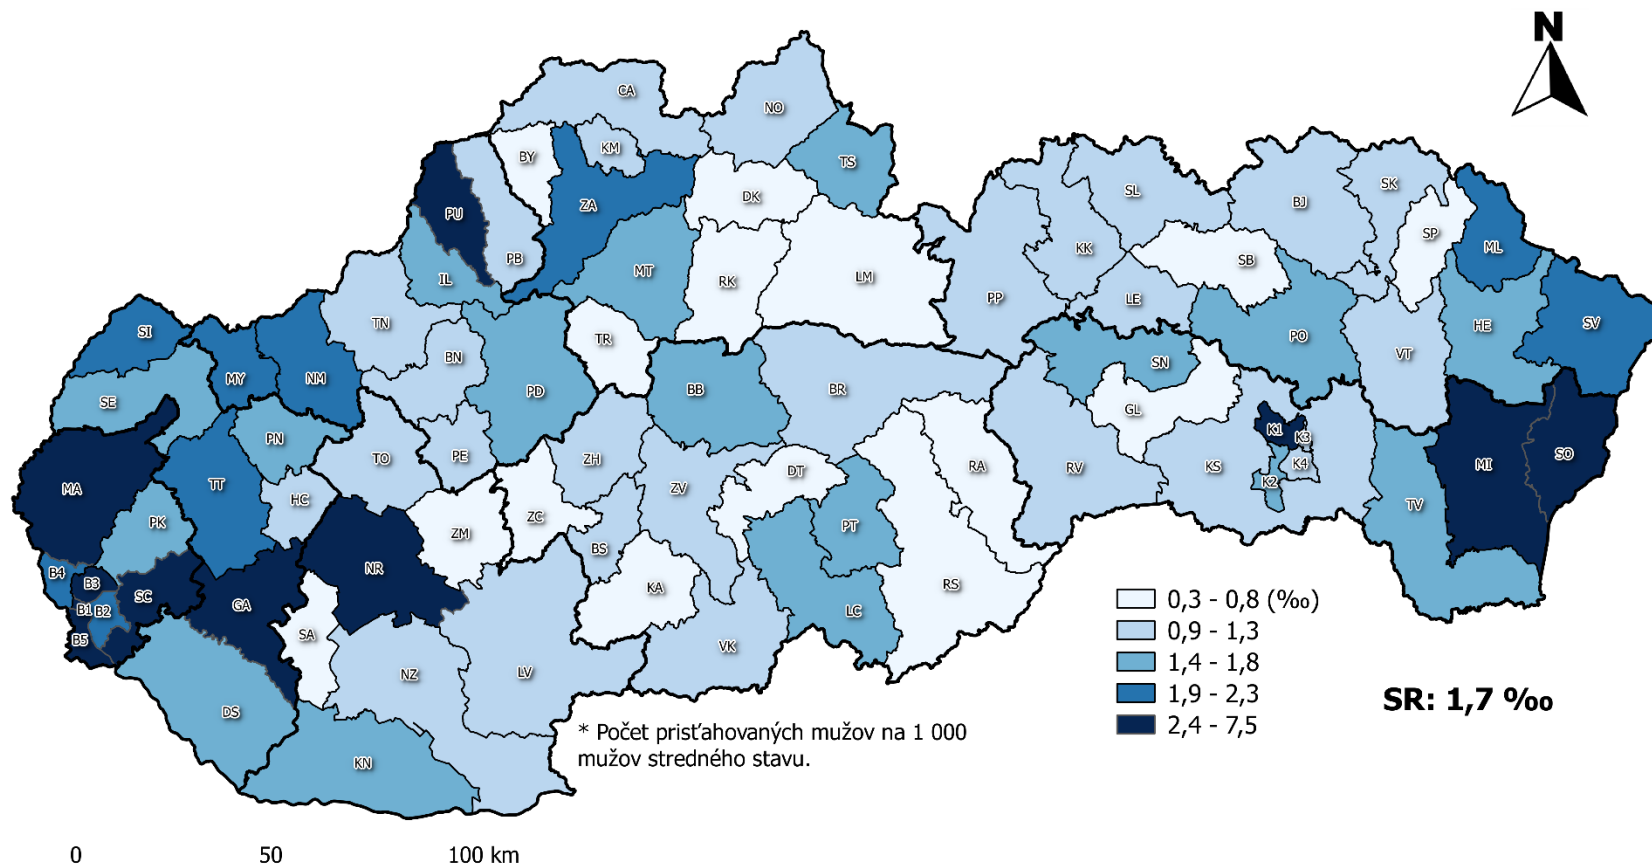 N
CA
NO
BY
KM
TS
PU
ZA
DK
SL
BJ
SK
SP
ML
KK
SB
PB
IL
MT
RK
LM
PP
LE
HE
SV
TN
SI
PO
VT
TR
BN
SN
MY
NM
BB
BR
PD
SE
GL
PN
K1
K3
TO
PE
ZH
DT
RA
RV
KS
K4
MI
SO
ZV
K2
MA
TT
HC
TV
PK
ZC
ZM
PT
BS
NR
B4
B3
SC
KA
RS
B1
B2
GA
LC
SA
B5
VK
NZ
LV
DS
KN
0,3 - 0,8 (‰)
0,9 - 1,3
1,4 - 1,8
1,9 - 2,3
2,4 - 7,5
SR: 1,7 ‰
* Počet prisťahovaných mužov na 1 000
mužov stredného stavu.
0 50 100 km